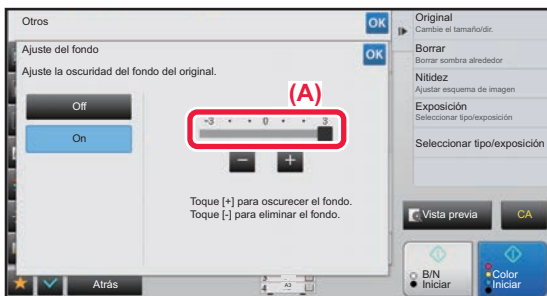 Otros
OK
Ajuste del fondo
OK
Ajuste la oscuridad del fondo del original.
(A)
Off
On
-3 • • 0 • • 3
− +
Toque [+] para oscurecer el fondo.
Toque [-] para eliminar el fondo.
Atrás
A3
4
Original
Cambie el tamaño/dir.
Borrar
Borrar sombra alrededor
Nitidez
Ajustar esquema de imagen
Exposición
Seleccionar tipo/exposición
Seleccionar tipo/exposición
Vista previa
CA
B/N
Iniciar
Color
Iniciar